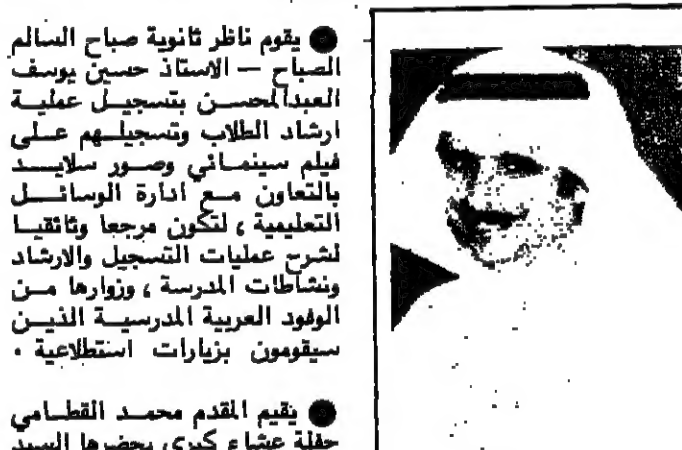 ● يقوم ناظر ثانوية صباح السالم
الصباح — الاستاذ حسين يوسف
العبدالمحسن بتسجيل عملية
ارشاد الطلاب وتسجيلهم على
فيلم سينمائي وصور سلايد
بالتعاون مع ادارة الوسائل
التعليمية ، لتكون مرجعا وثائقيا
لشرح عمليات التسجيل والارشاد
ونشاطات المدرسة ، وزوارها من
الوفود العربية المدرسية الذين
سيقومون بزيارات استطلاعية .
● يقيم المقدم محمد القطامي
حفلة عشاء كبرى يحضرها السيد